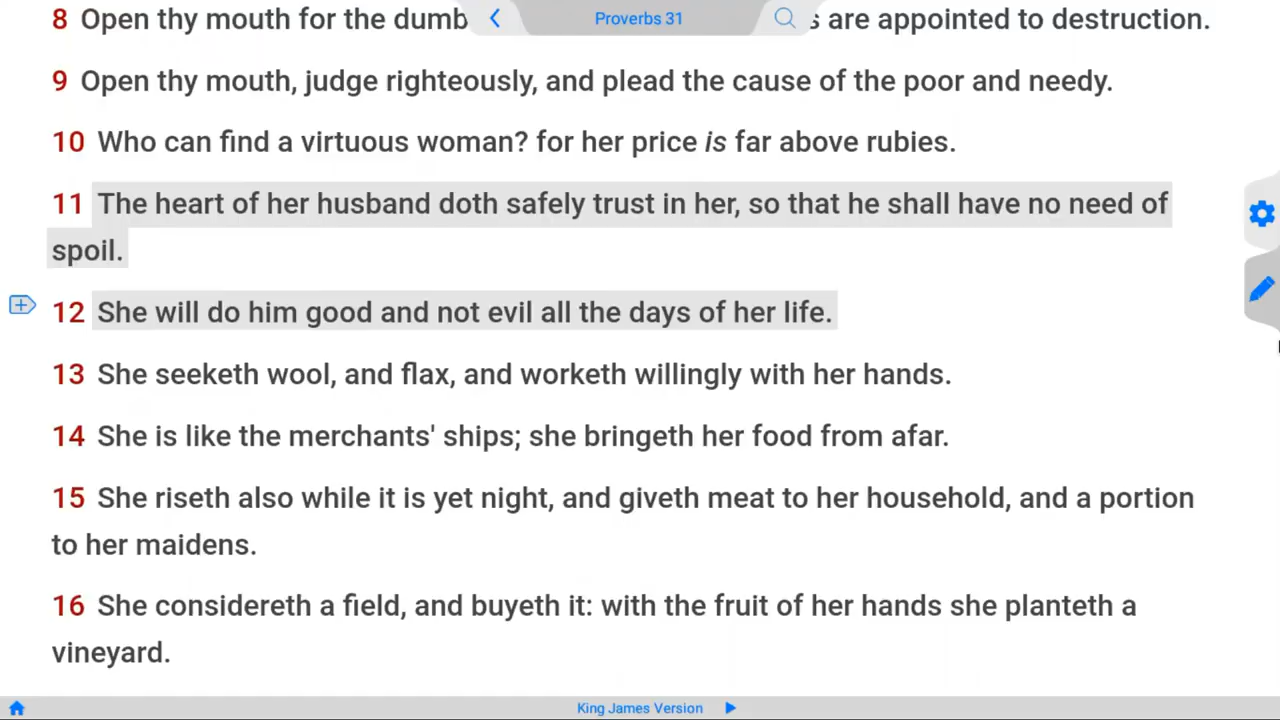 8 Open thy mouth for the dumb
Proverbs 31
are appointed to destruction.
9 Open thy mouth, judge righteously, and plead the cause of the poor and needy.
10 Who can find a virtuous woman? for her price is far above rubies.
11 The heart of her husband doth safely trust in her, so that he shall have no need of
spoil.
12 She will do him good and not evil all the days of her life.
13 She seeketh wool, and flax, and worketh willingly with her hands.
14 She is like the merchants' ships; she bringeth her food from afar.
15 She riseth also while it is yet night, and giveth meat to her household, and a portion
to her maidens.
16 She considereth a field, and buyeth it: with the fruit of her hands she planteth a
vineyard.
King James Version